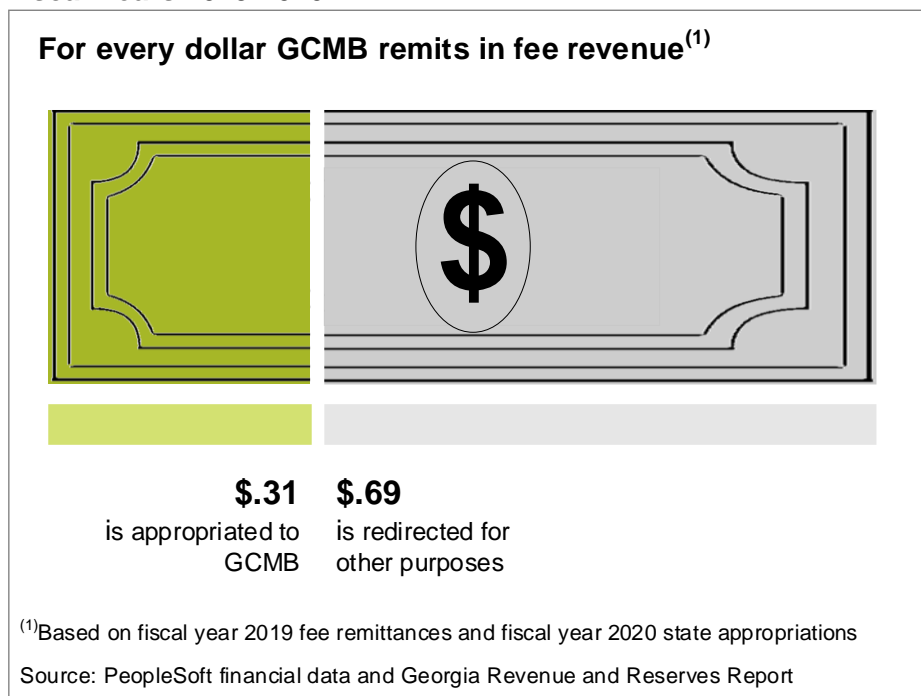 For every dollar GCMB remits in fee revenue(1)
$
$.31
is appropriated to
GCMB
$.69
is redirected for
other purposes
(1)Based on fiscal year 2019 fee remittances and fiscal year 2020 state appropriations
Source: PeopleSoft financial data and Georgia Revenue and Reserves Report